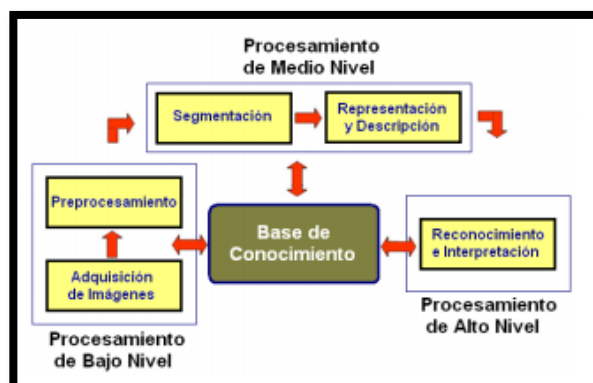 Procesamiento
de Medio Nivel
Segmentación
Representación
y Descripción
Preprocesamiento
Adquisición
de Imágenes
Procesamiento
de Bajo Nivel
Base de
Conocimiento
Reconocimiento
e Interpretación
Procesamiento
de Alto Nivel